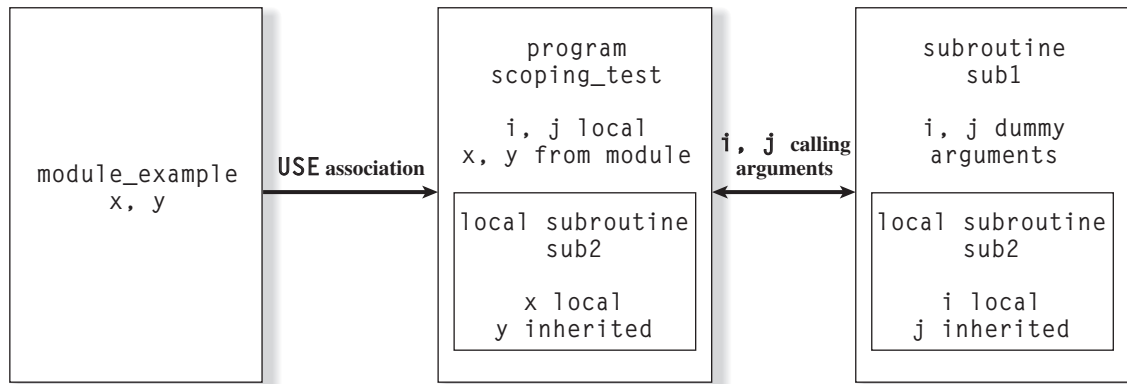 module_example
x, y
USE association
program
scoping_test
i, j local
x, y from module
local subroutine
sub2
x local
y inherited
i, j calling
arguments
subroutine
sub1
i, j dummy
arguments
local subroutine
sub2
i local
j inherited